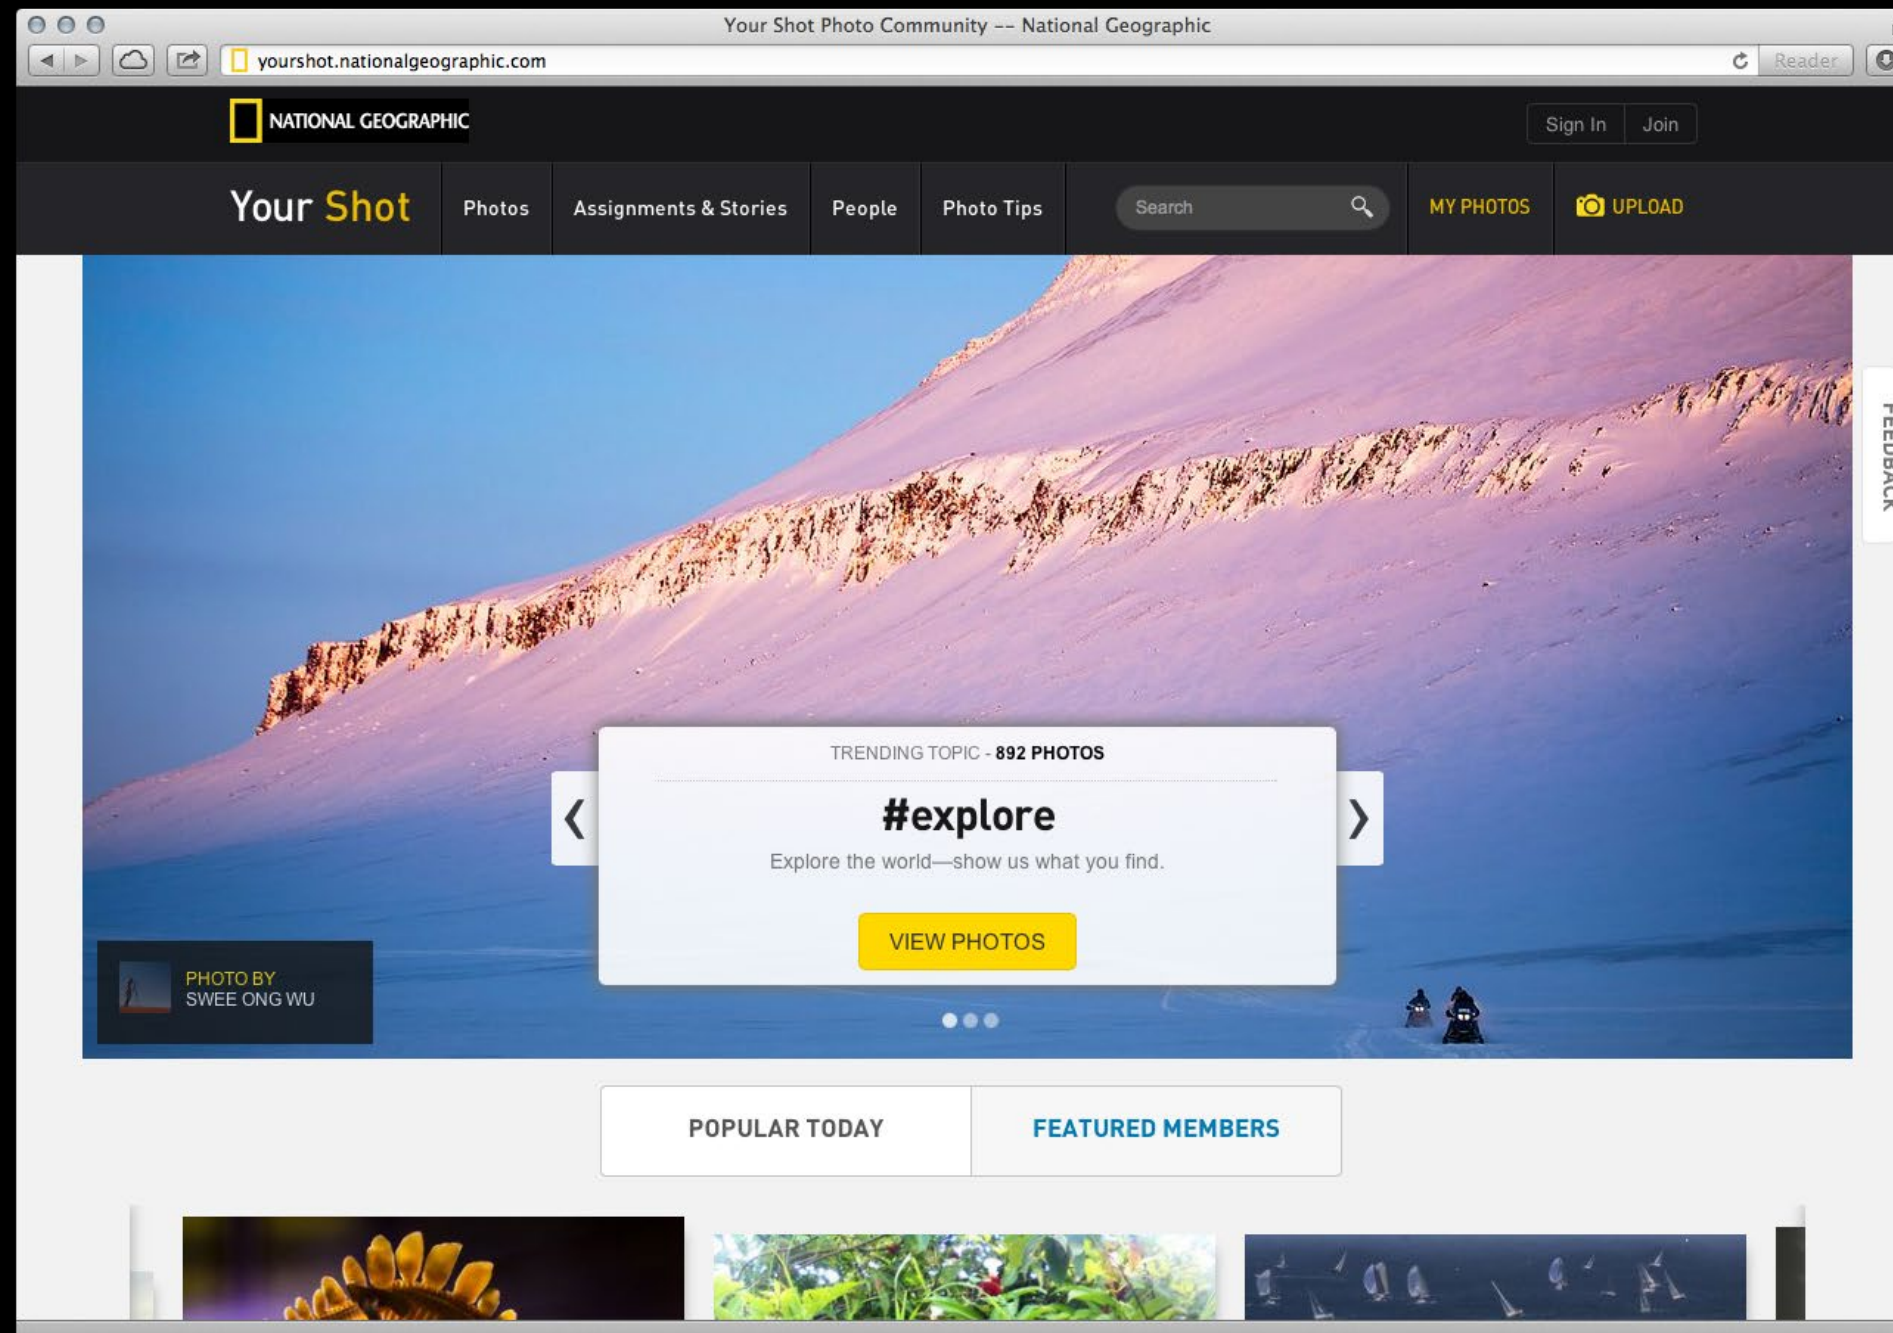 Your Shot Photo Community -- National Geographic
yourshot.nationalgeographic.com
Reader
NATIONAL GEOGRAPHIC
Sign In
Join
Your Shot
Photos
Assignments & Stories
People
Photo Tips
Search
MY PHOTOS
UPLOAD
FEEDBACK
TRENDING TOPIC - 892 PHOTOS
#explore
Explore the world—show us what you find.
VIEW PHOTOS
PHOTO BY
SWEE ONG WU
POPULAR TODAY
FEATURED MEMBERS